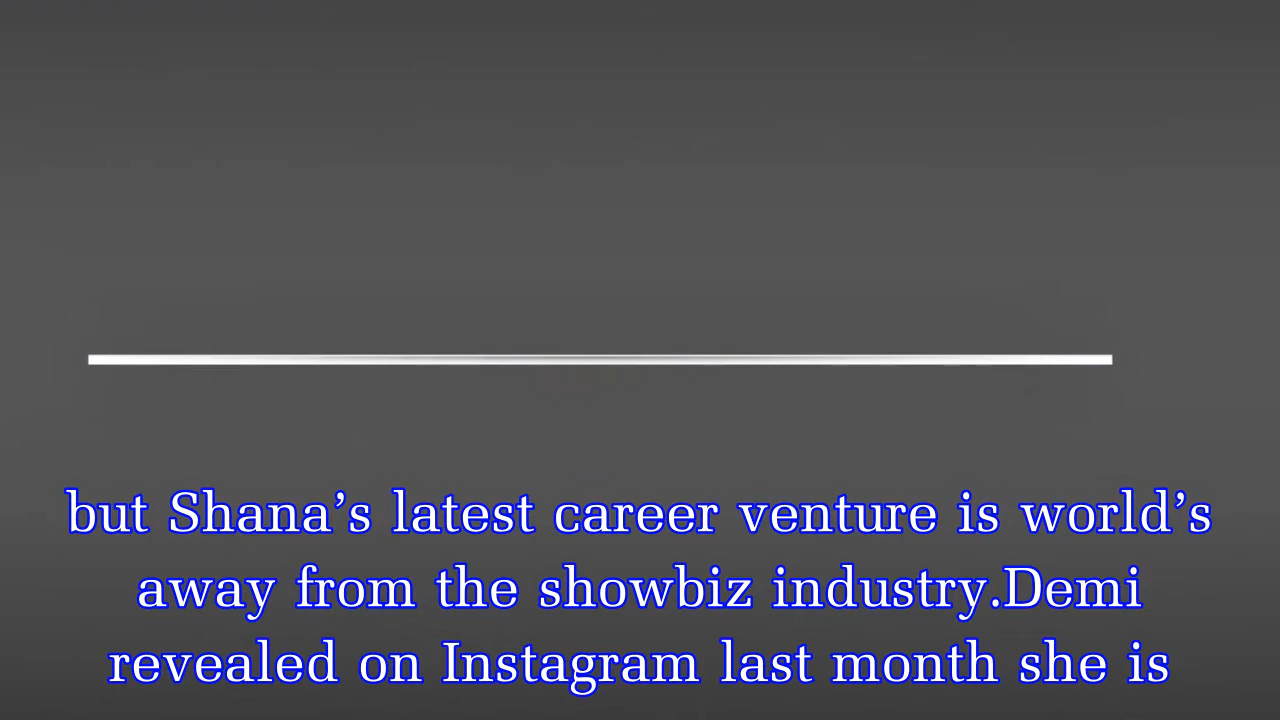 but Shana’s latest career venture is world’s
away from the showbiz industry.Demi
revealed on Instagram last month she is